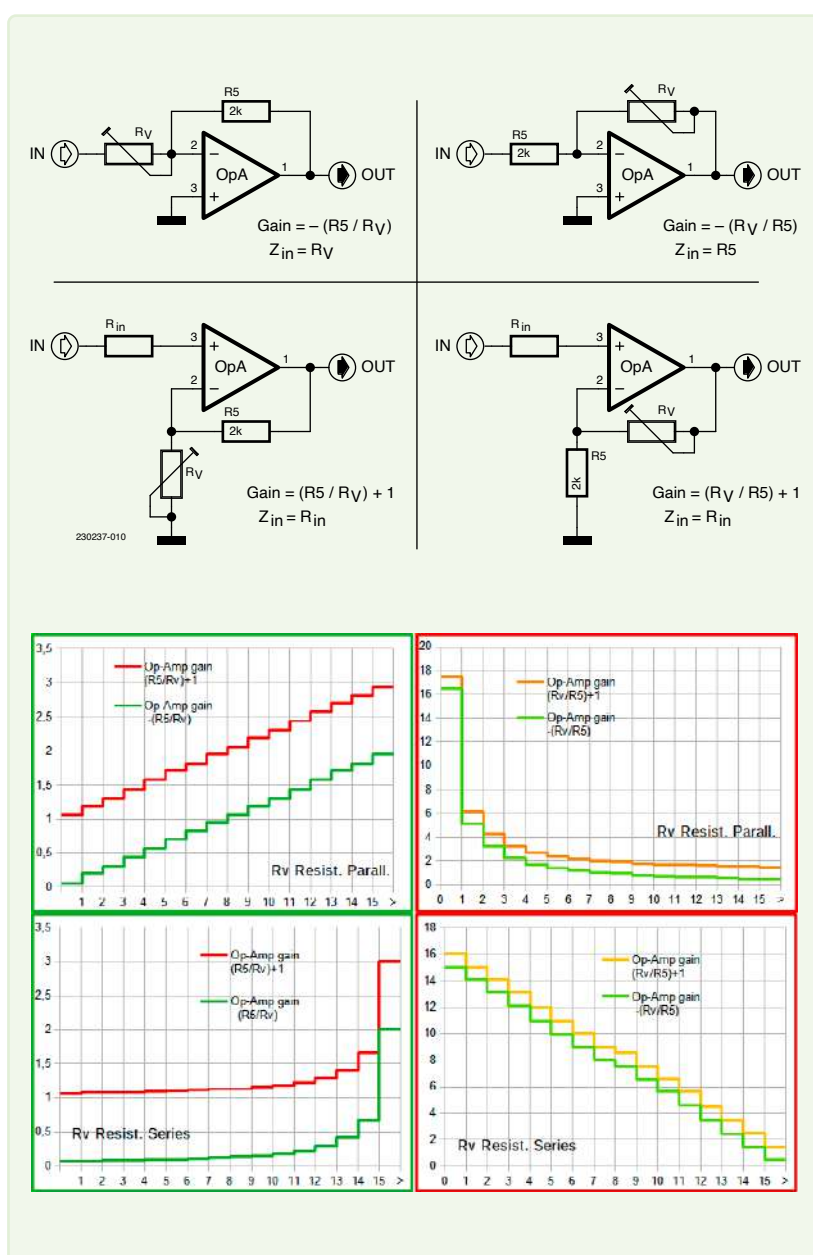 R5
2k
RV
IN
2
–
OpA
1
OUT
3
+
Gain = – (R5 / RV)
Zin = RV
RV
R5
2k
IN
2
–
OpA
1
OUT
3
+
Gain = – (RV / R5)
Zin = R5
IN
Rin
3
+
OpA
1
OUT
2
–
R5
2k
RV
Gain = (R5 / RV) + 1
Zin = Rin
230237-010
IN
Rin
3
+
OpA
1
OUT
2
–
RV
R5
2k
Gain = (RV / R5) + 1
Zin = Rin
3,5
3
2,5
2
1,5
1
0,5
0
Op-Amp gain
(R5/Rv)+1
Op-Amp gain
-(R5/Rv)
Rv Resist. Parall.
1 2 3 4 5 6 7 8 9 10 11 12 13 14 15 >
20
18
16
14
12
10
8
6
4
2
0
Op-Amp gain
(Rv/R5)+1
Op-Amp gain
-(Rv/R5)
Rv Resist. Parall.
0 1 2 3 4 5 6 7 8 9 10 11 12 13 14 15 >
3,5
3
2,5
2
1,5
1
0,5
0
Op-Amp gain
(R5/Rv)+1
Op-Amp gain
(R5/Rv)
Rv Resist. Series
1 2 3 4 5 6 7 8 9 10 11 12 13 14 15 >
18
16
14
12
10
8
6
4
2
0
Op-Amp gain
(Rv/R5)+1
Op-Amp gain
-(Rv/R5)
Rv Resist. Series
0 1 2 3 4 5 6 7 8 9 10 11 12 13 14 15 >